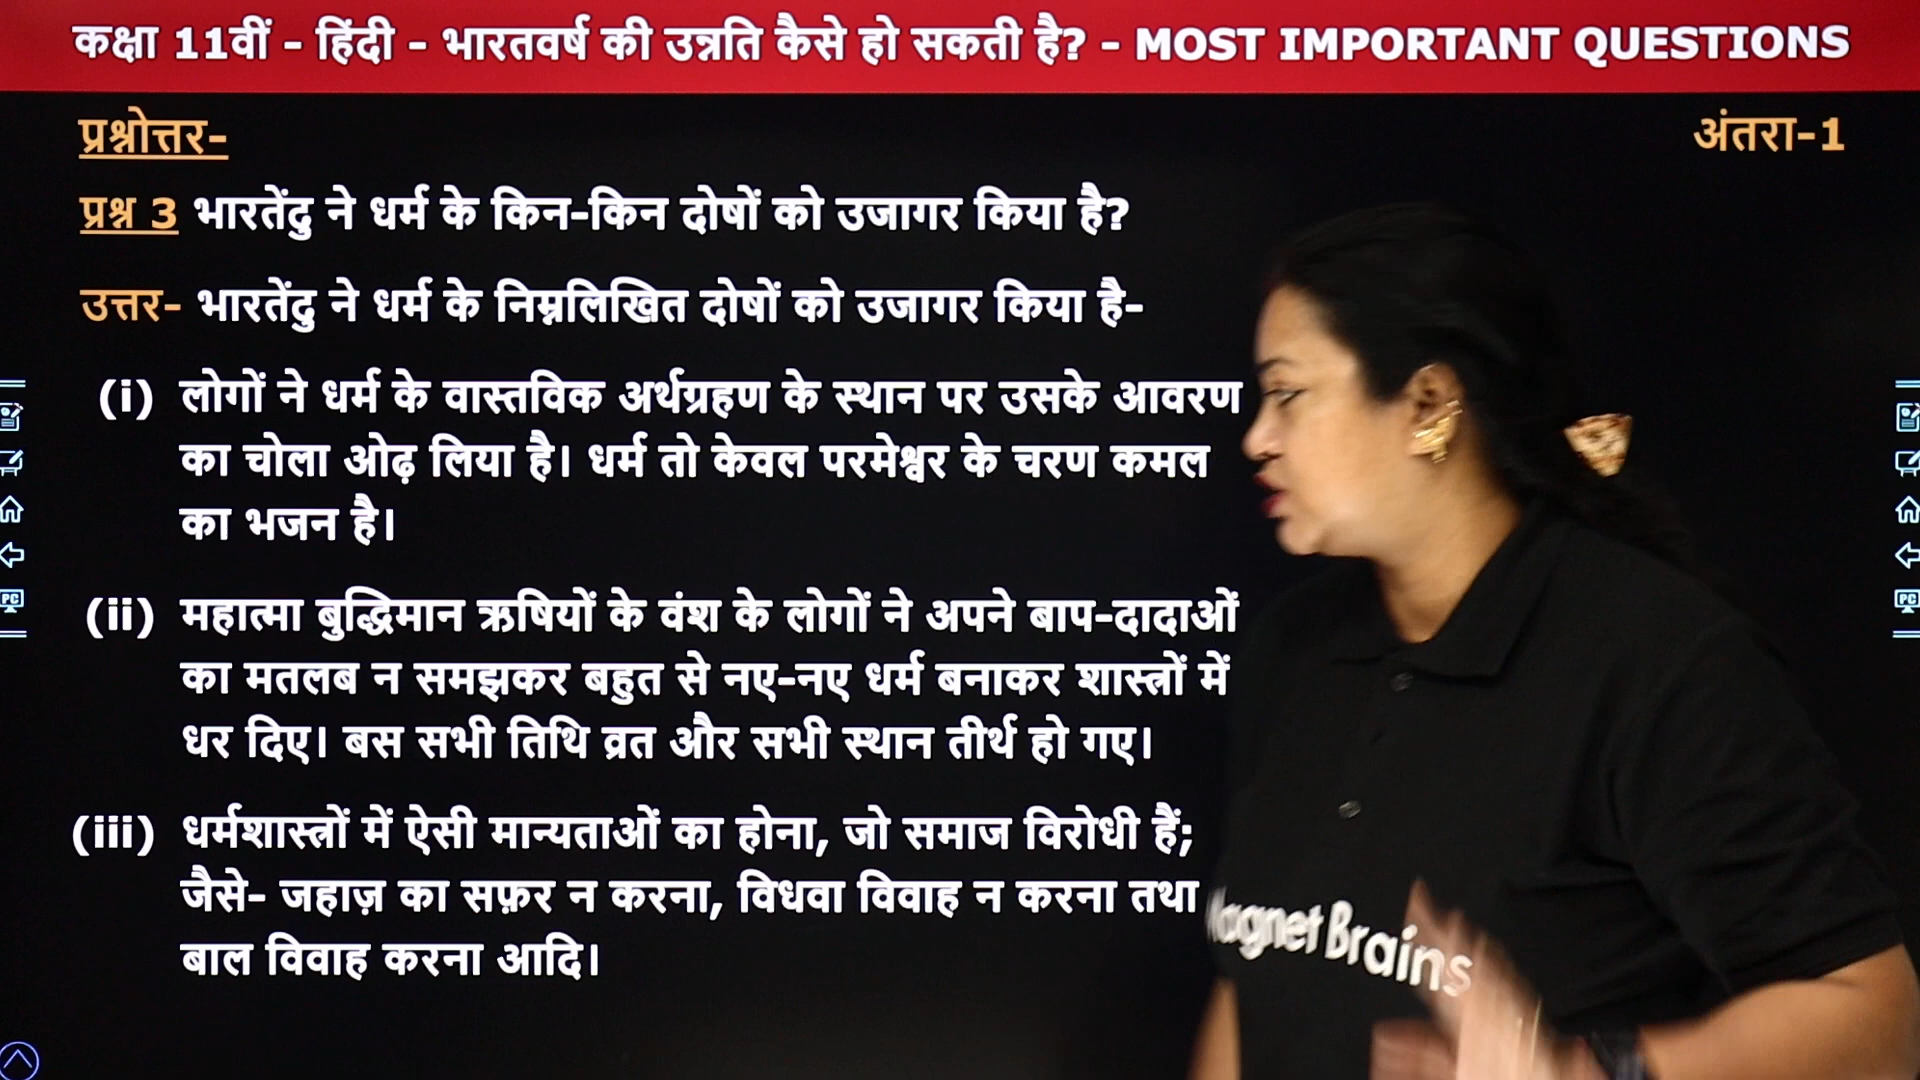 कक्षा 11वीं - हिंदी - भारतवर्ष की उन्नति कैसे हो सकती है? - MOST IMPORTANT QUESTIONS
प्रश्नोत्तर-
अंतरा-1
प्रश्न 3 भारतेंदु ने धर्म के किन-किन दोषों को उजागर किया है?
उत्तर- भारतेंदु ने धर्म के निम्नलिखित दोषों को उजागर किया है-
(i) लोगों ने धर्म के वास्तविक अर्थग्रहण के स्थान पर उसके आवरण
का चोला ओढ़ लिया है। धर्म तो केवल परमेश्वर के चरण कमल
का भजन है।
(ii) महात्मा बुद्धिमान ऋषियों के वंश के लोगों ने अपने बाप-दादाओं
का मतलब न समझकर बहुत से नए-नए धर्म बनाकर शास्त्रों में
धर दिए। बस सभी तिथि व्रत और सभी स्थान तीर्थ हो गए।
(iii) धर्मशास्त्रों में ऐसी मान्यताओं का होना, जो समाज विरोधी हैं;
जैसे- जहाज़ का सफ़र न करना, विधवा विवाह न करना तथा
बाल विवाह करना आदि।
Magnet Brains
PC
PC